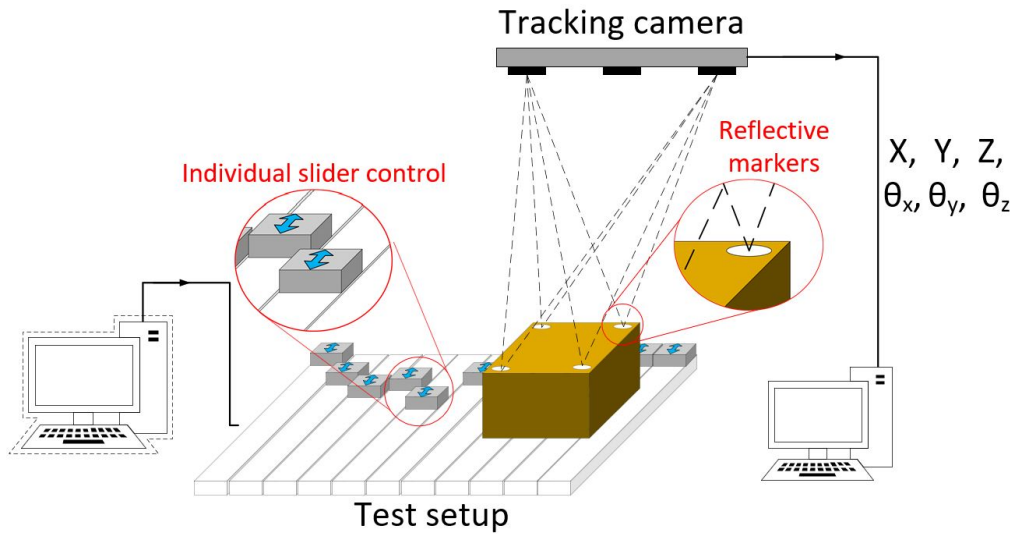 Tracking camera
Reflective
markers
Individual slider control
X, Y, Z,
θx, θy, θz
Test setup